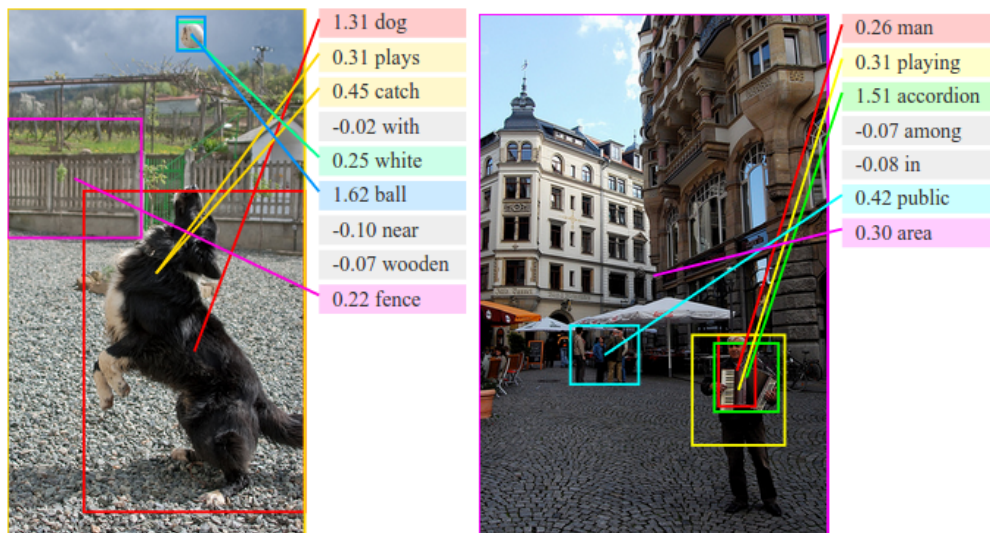 1.31 dog
0.31 plays
0.45 catch
-0.02 with
0.25 white
1.62 ball
-0.10 near
-0.07 wooden
0.22 fence
0.26 man
0.31 playing
1.51 accordion
-0.07 among
-0.08 in
0.42 public
0.30 area